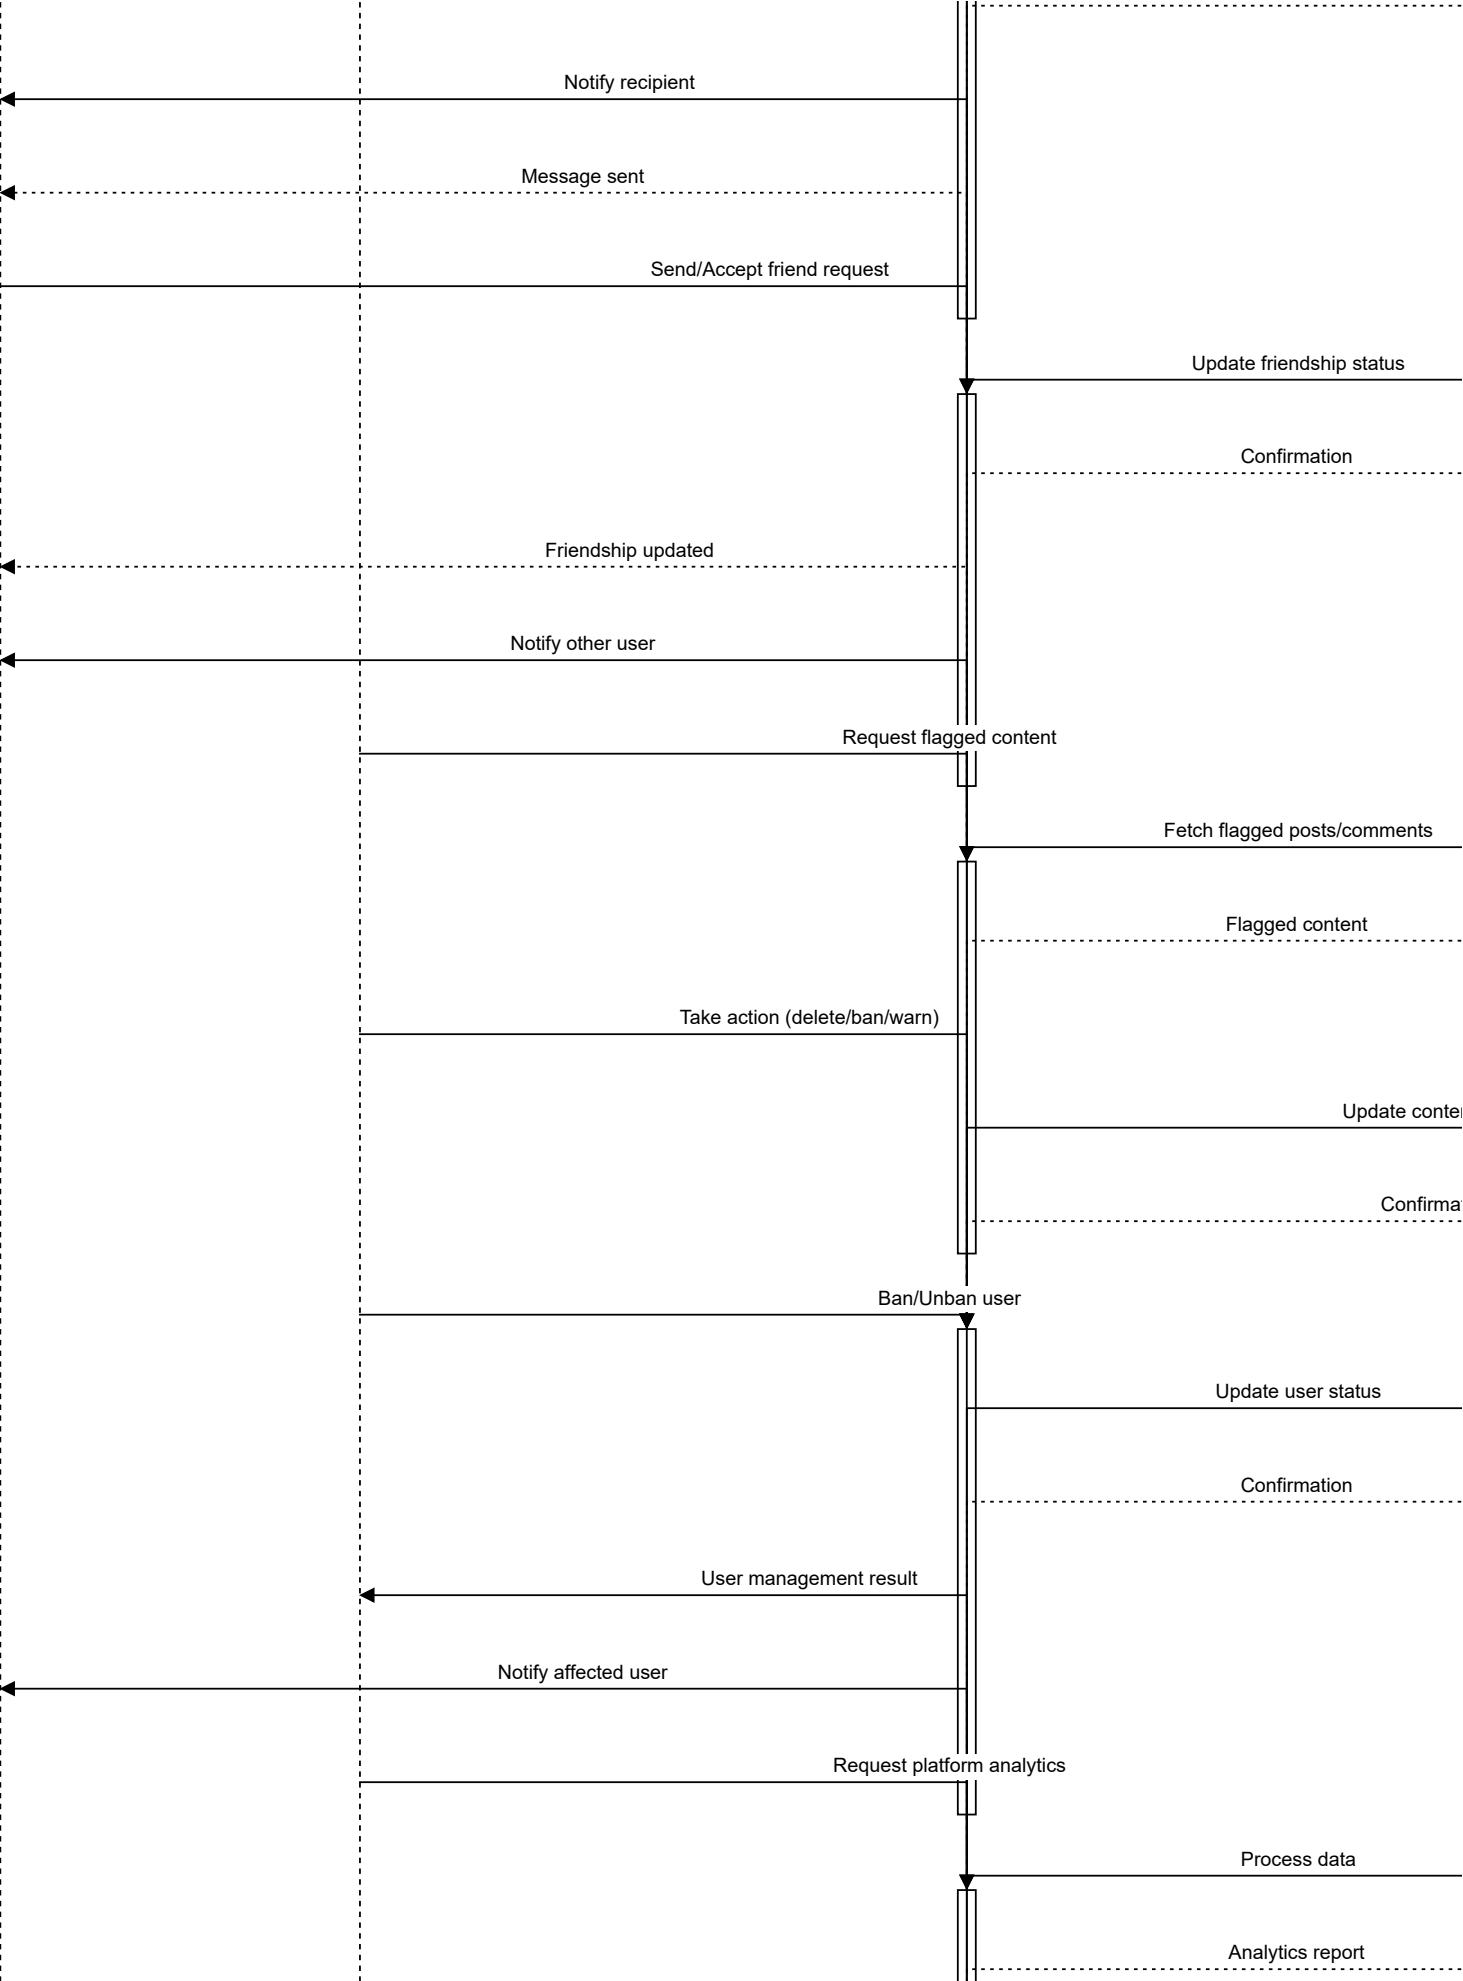 Notify recipient
Message sent
Send/Accept friend request
Update friendship status
Confirmation
Friendship updated
Notify other user
Request flagged content
Fetch flagged posts/comments
Flagged content
Take action (delete/ban/warn)
Update
Ban/Unban user
Update user status
Confirmation
User management result
Notify affected user
Request platform analytics
Process data
Analytics report